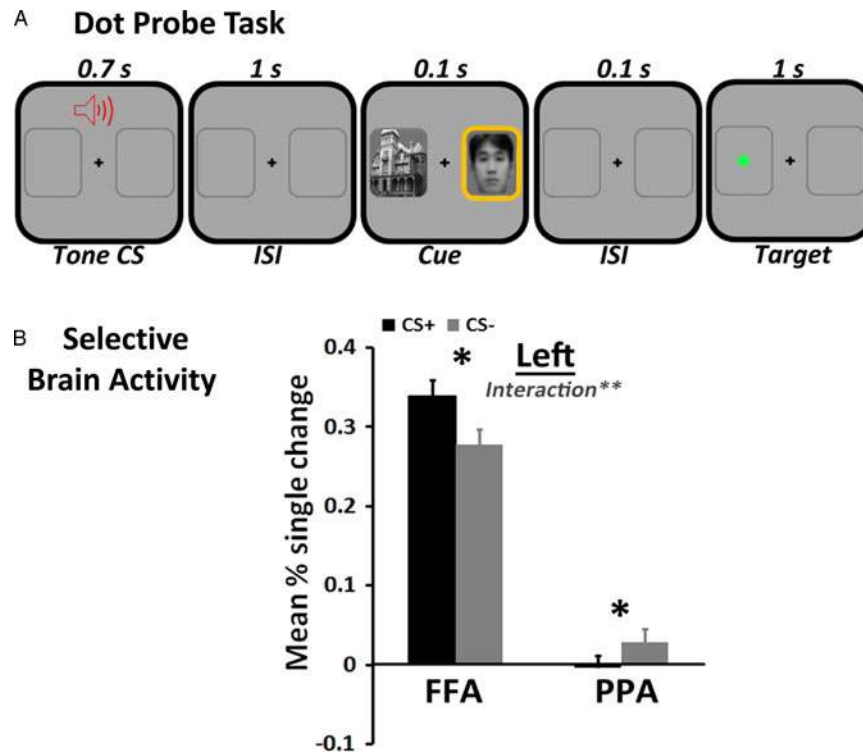 A Dot Probe Task
0.7 s 1 s 0.1 s 0.1 s 1 s
Tone CS ISI Cue ISI Target
B Selective
Brain Activity
CS+ CS-
Left
Interaction**
* *
Mean % single change
0.4
0.3
0.2
0.1
0
-0.1
FFA PPA